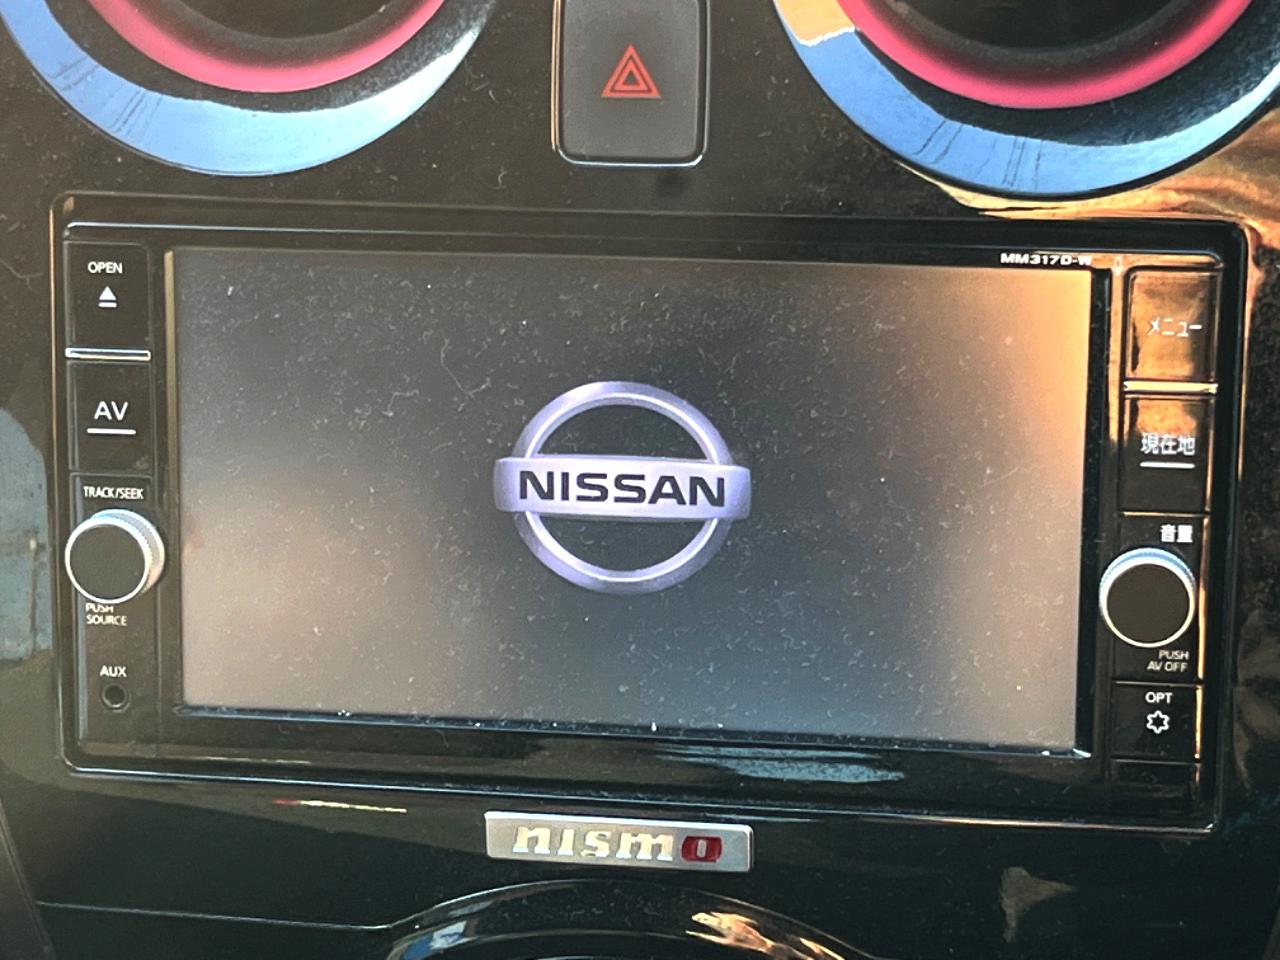 MM317D-W
OPEN
メニュー
AV
現在地
NISSAN
TRACK/SEEK
音量
PUSH
SOURCE
PUSH
AV OFF
AUX
OPT
nismo